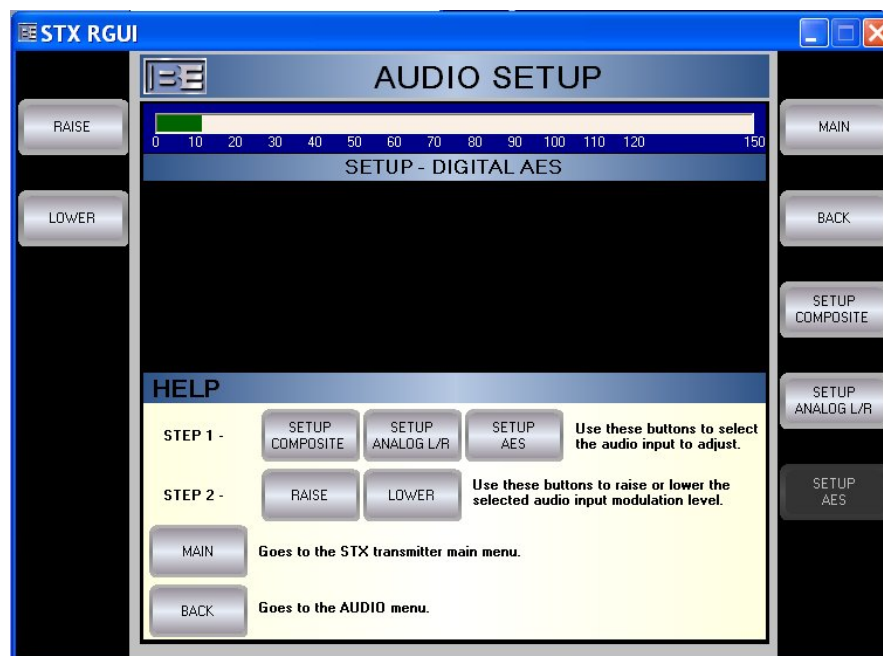 STX RGUI
BE
AUDIO SETUP
RAISE
LOWER
0 10 20 30 40 50 60 70 80 90 100 110 120 150
SETUP - DIGITAL AES
MAIN
BACK
SETUP
COMPOSITE
SETUP
ANALOG L/R
SETUP
AES
HELP
STEP 1 -
SETUP
COMPOSITE
SETUP
ANALOG L/R
SETUP
AES
Use these buttons to select
the audio input to adjust.
STEP 2 -
RAISE
LOWER
Use these buttons to raise or lower the
selected audio input modulation level.
MAIN
Goes to the STX transmitter main menu.
BACK
Goes to the AUDIO menu.